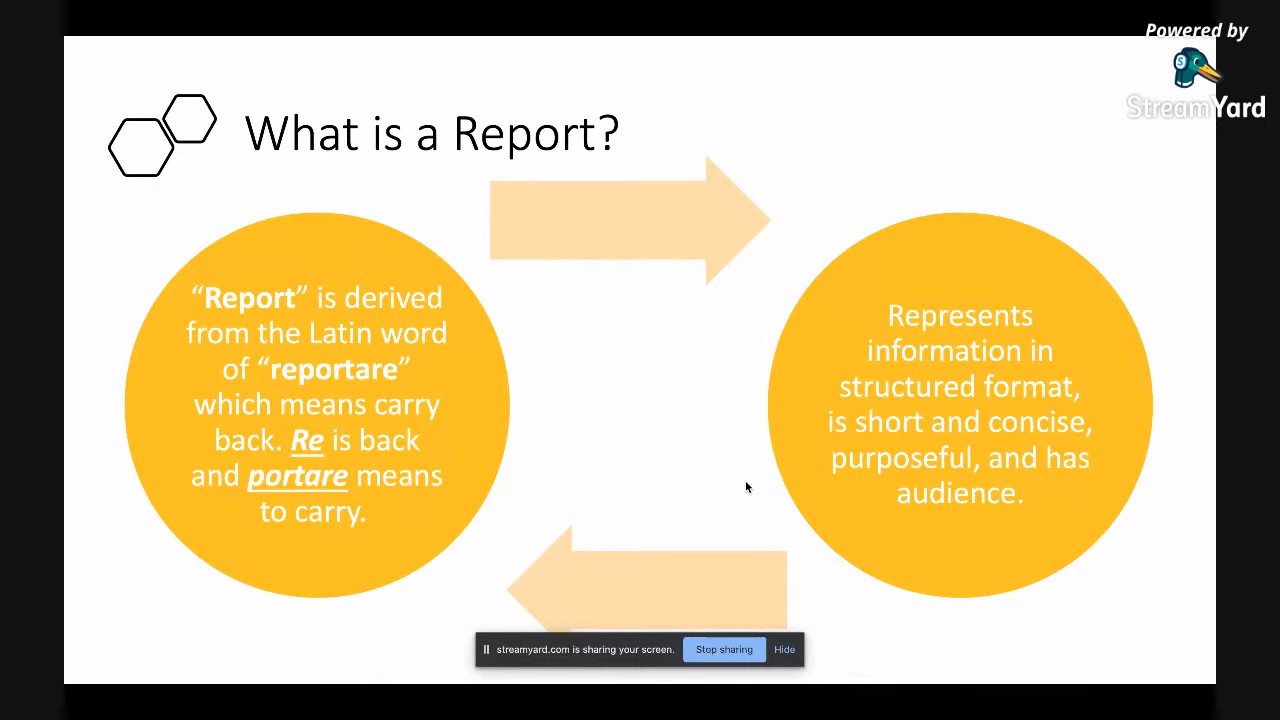 Powered by
StreamYard
What is a Report?
“Report” is derived
from the Latin word
of “reportare”
which means carry
back. Re is back
and portare means
to carry.
Represents
information in
structured format,
is short and concise,
purposeful, and has
audience.
streamyard.com is sharing your screen.
Stop sharing
Hide